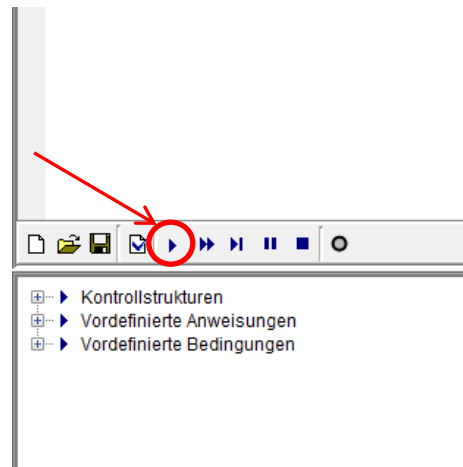 Kontrollstrukturen
Vordefinierte Anweisungen
Vordefinierte Bedingungen